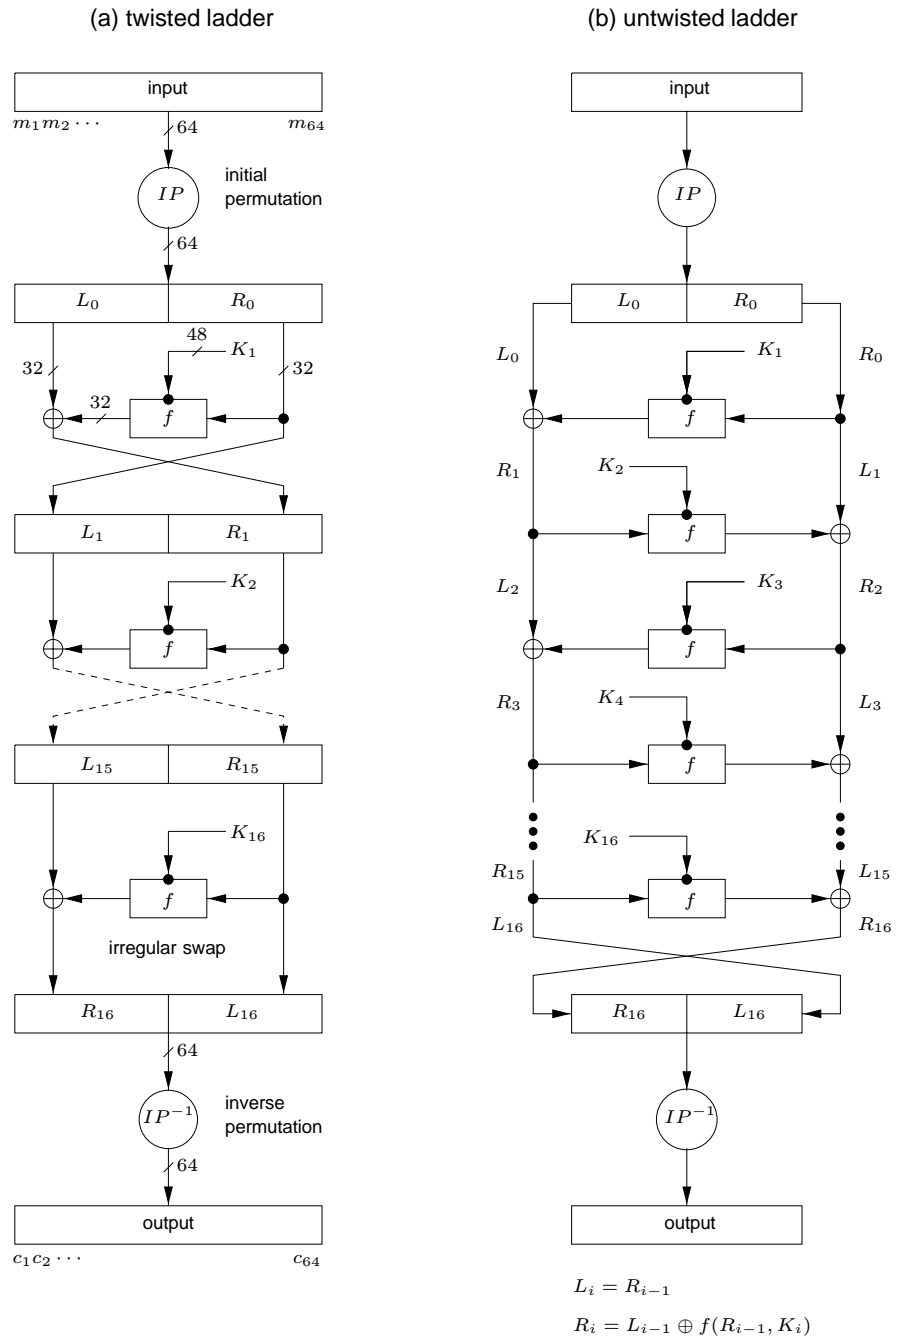 (a) twisted ladder
input
m₁m₂ ⋯ m₆₄
64
IP
initial
permutation
64
L₀ R₀
48
K₁
32
32
32
f
L₁ R₁
K₂
f
L₁₅ R₁₅
K₁₆
f
irregular swap
R₁₆ L₁₆
64
IP⁻¹
inverse
permutation
64
output
c₁c₂ ⋯ c₆₄
(b) untwisted ladder
input
IP
L₀ R₀
L₀ K₁ R₀
f
R₁ K₂ L₁
f
L₂ K₃ R₂
f
R₃ K₄ L₃
f
K₁₆
R₁₅ f L₁₅
L₁₆ R₁₆
R₁₆ L₁₆
IP⁻¹
output
Lᵢ = Rᵢ₋₁
Rᵢ = Lᵢ₋₁ ⊕ f(Rᵢ₋₁, Kᵢ)